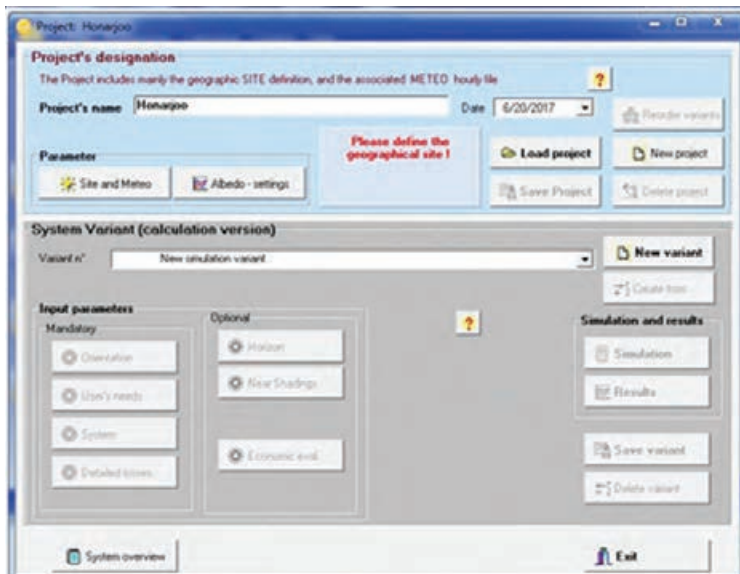 Project: Honarjoo
Project's designation
The Project includes mainly the geographic SITE definition, and the associated METEO hourly file
?
Project's name
Honarjoo
Date
6/20/2017
Reorder variants
Please define the
geographical site !
Load project
New project
Parameter
Site and Meteo
Albedo - settings
Save Project
Delete project
System Variant (calculation version)
Variant n°
New simulation variant
New variant
Create from
Input parameters
Mandatory
Optional
?
Simulation and results
Orientation
Horizon
Simulation
User's needs
Near Shadings
Results
System
Economic eval.
Save variant
Detailed losses
Delete variant
System overview
Exit